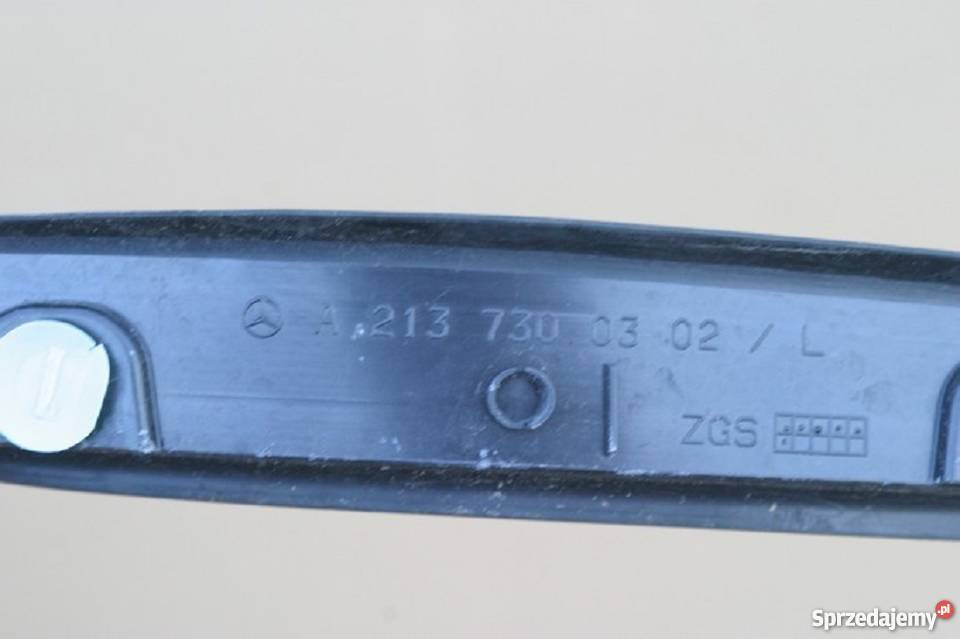 A 213 730 03 02 / L
ZGS
Sprzedajemy.pl